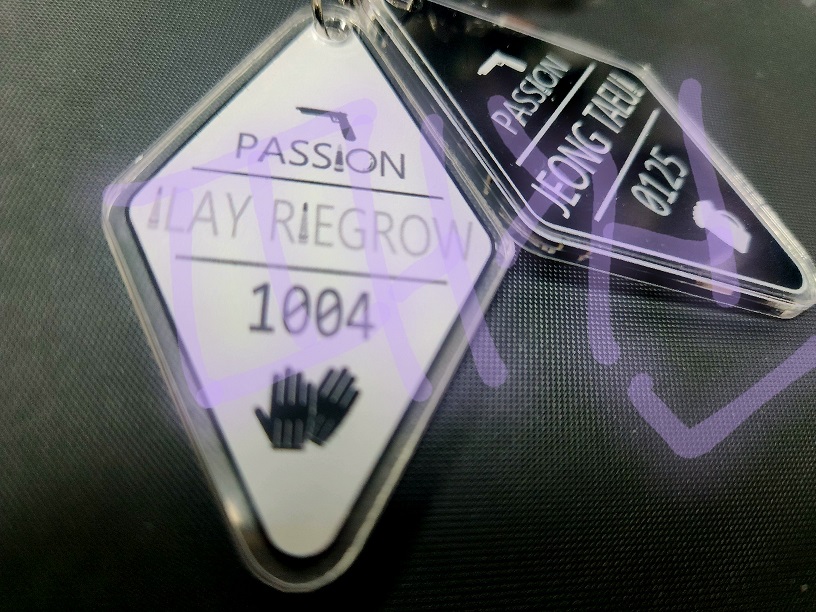 PASSION
ILAY RIEGROW
1004
PASSION
JEONG TAEUI
0125